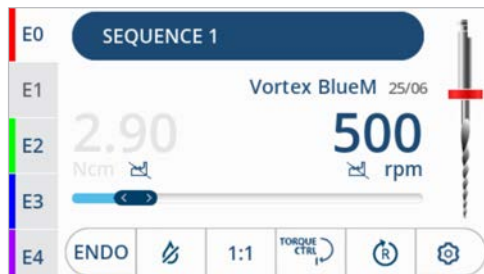 E0
SEQUENCE 1
E1
Vortex BlueM 25/06
E2
2.90 500
Ncm rpm
E3
E4
ENDO 1:1 TORQUE CTRL R